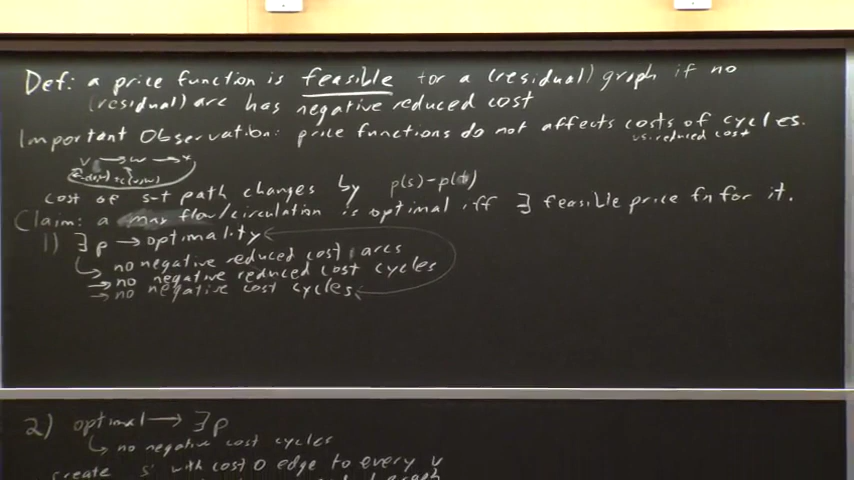 Def: a price function is feasible for a (residual) graph if no
(residual) arc has negative reduced cost
Important Observation: price functions do not affects costs of cycles.
vs. reduced cost
v → w → x
cost of s-t path changes by p(s)-p(t)
Claim: a max flow/circulation is optimal iff ∃ feasible price fn for it.
1) ∃p → optimality
↳ no negative reduced cost arcs
→ no negative reduced cost cycles
→ no negative cost cycles
2) optimal → ∃p
↳ no negative cost cycles
create s' with cost 0 edge to every v
graph